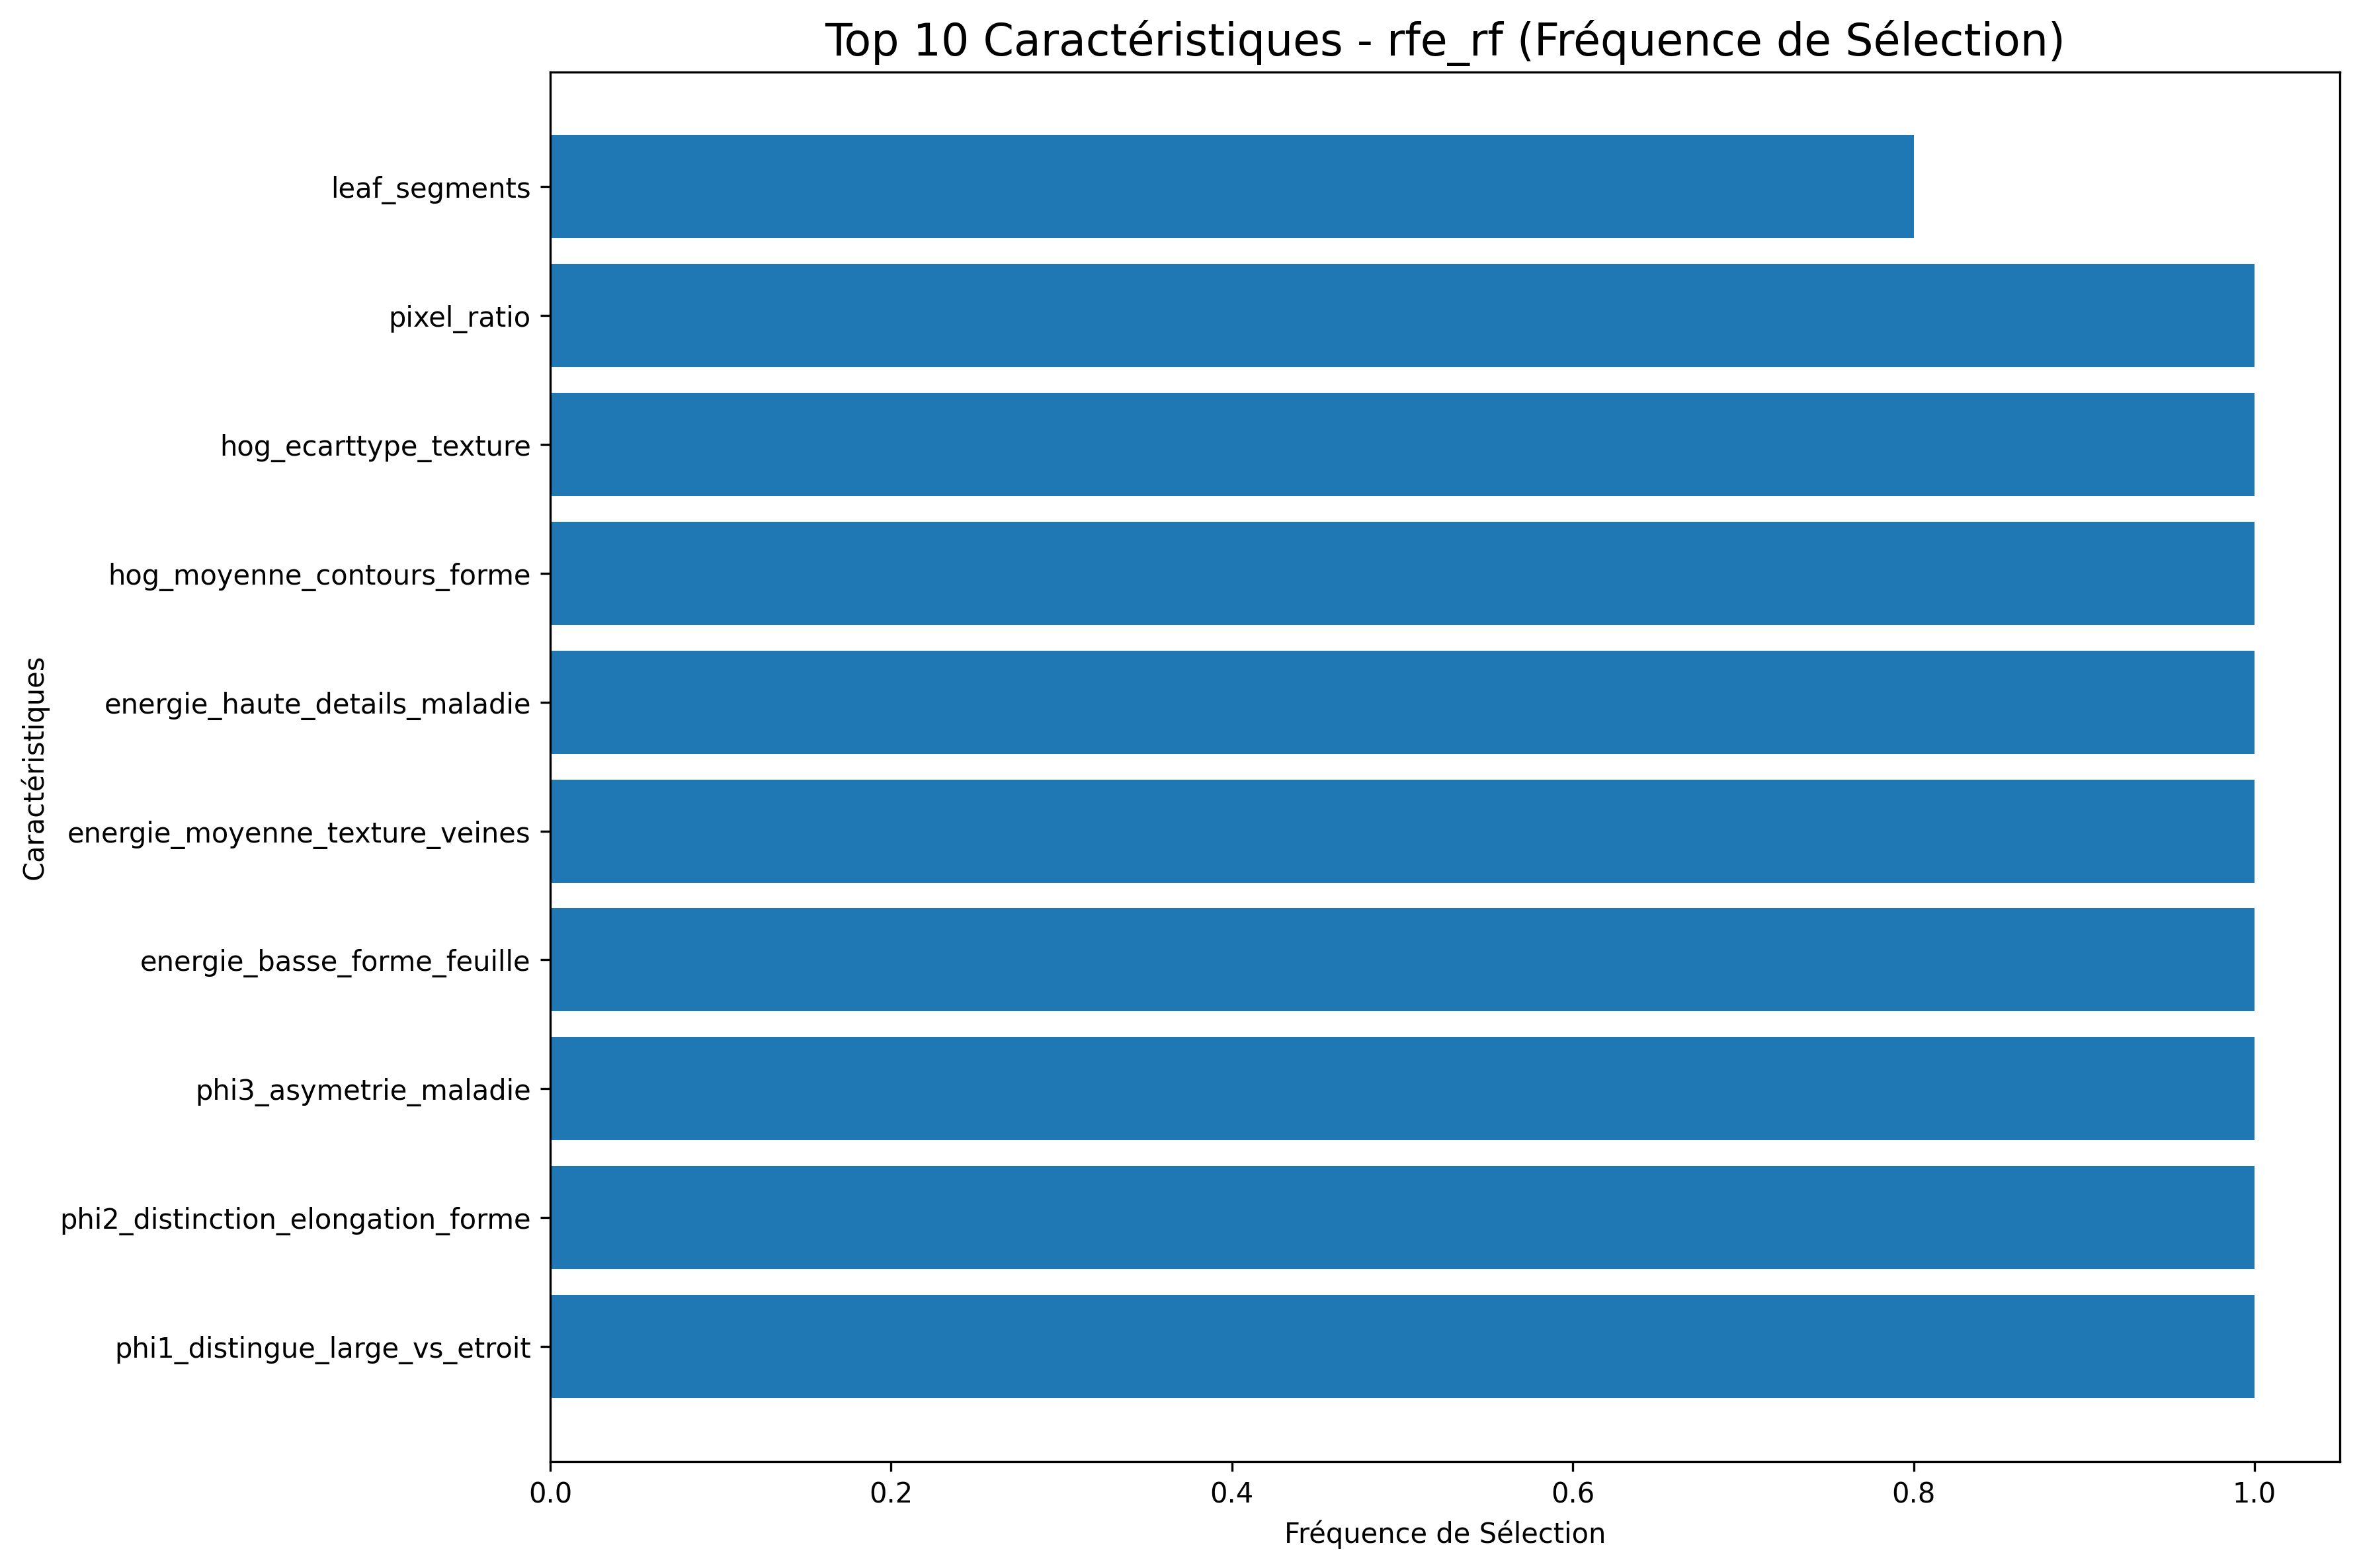 Top 10 Caractéristiques - rfe_rf (Fréquence de Sélection)
Caractéristiques
leaf_segments
pixel_ratio
hog_ecarttype_texture
hog_moyenne_contours_forme
energie_haute_details_maladie
energie_moyenne_texture_veines
energie_basse_forme_feuille
phi3_asymetrie_maladie
phi2_distinction_elongation_forme
phi1_distingue_large_vs_etroit
0.0 0.2 0.4 0.6 0.8 1.0
Fréquence de Sélection